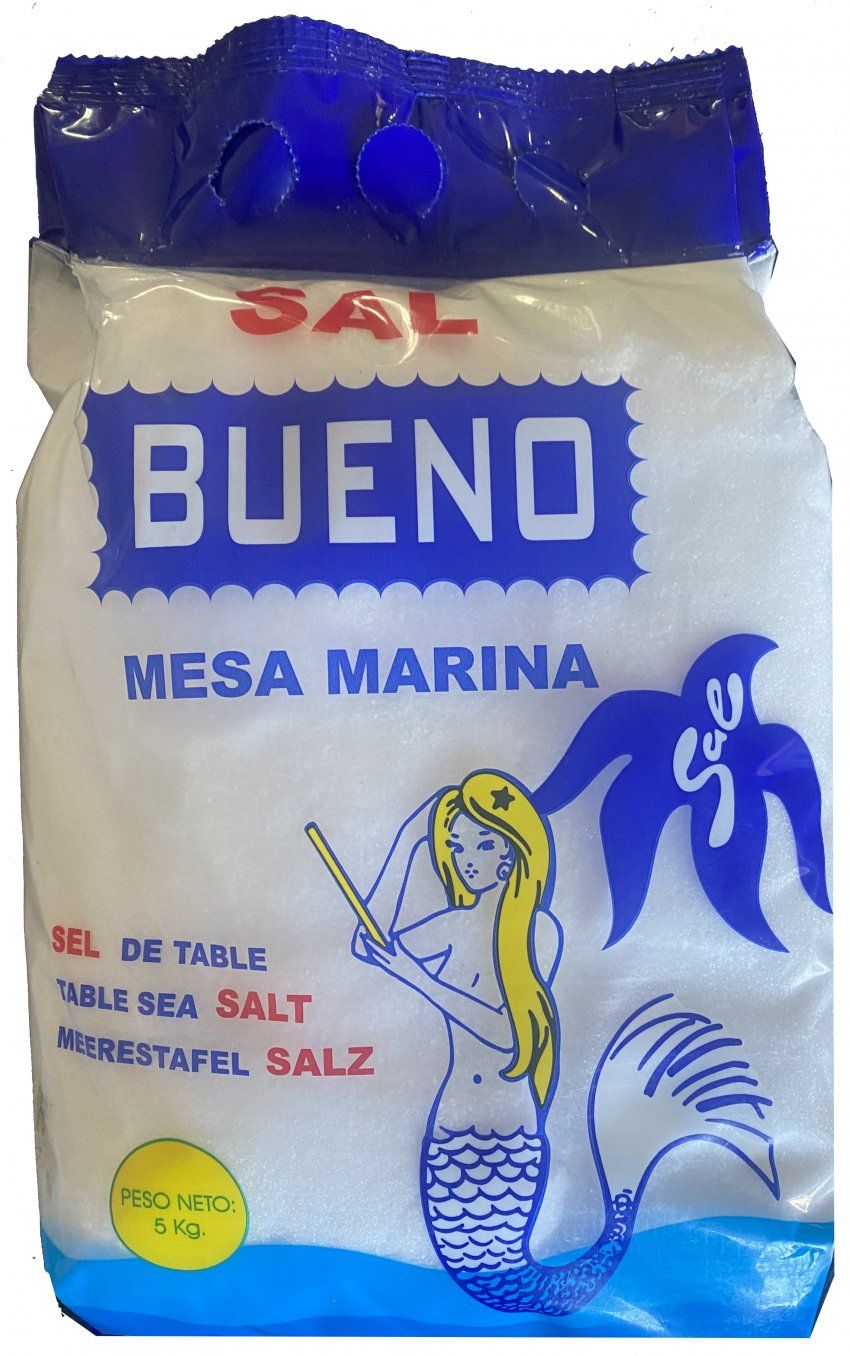 SAL
BUENO
MESA MARINA
Sal
SEL DE TABLE
TABLE SEA SALT
MEERESTAFEL SALZ
PESO NETO:
5 Kg.